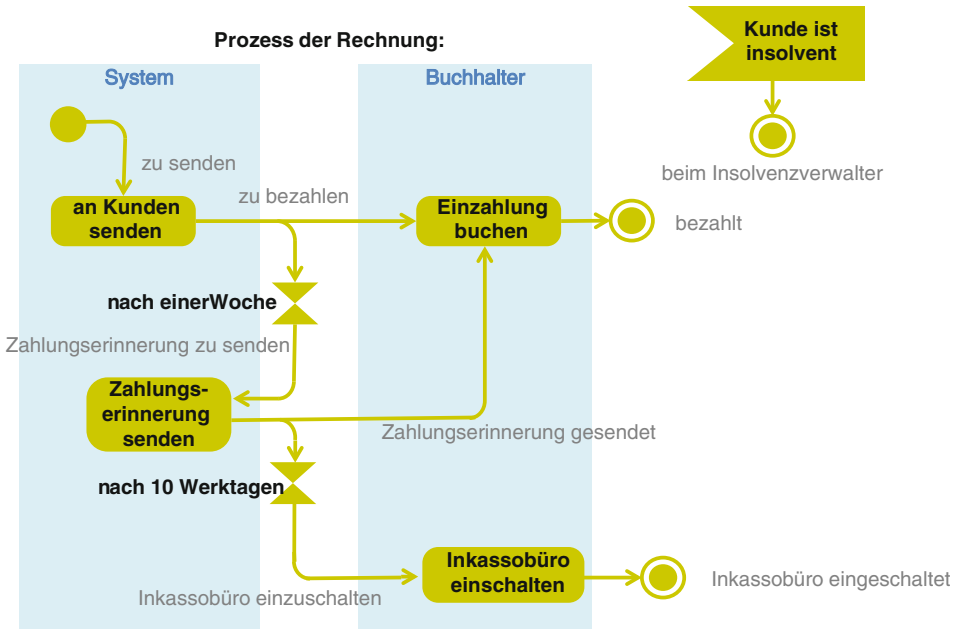 Kunde ist
insolvent
Prozess der Rechnung:
System
Buchhalter
zu senden
beim Insolvenzverwalter
zu bezahlen
an Kunden
senden
Einzahlung
buchen
bezahlt
nach einerWoche
Zahlungserinnerung zu senden
Zahlungs-
erinnerung
senden
Zahlungserinnerung gesendet
nach 10 Werktagen
Inkassobüro
einschalten
Inkassobüro eingeschaltet
Inkassobüro einzuschalten